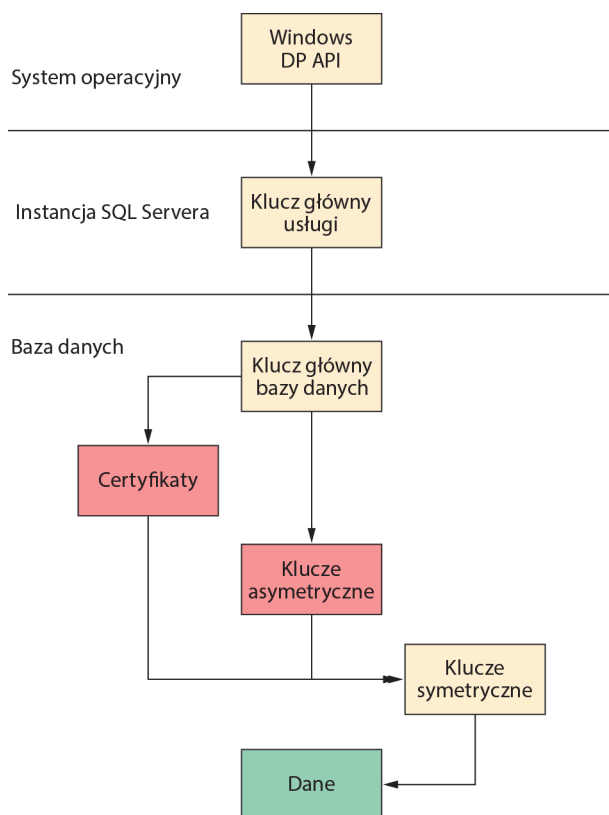 Windows
DP API
System operacyjny
Klucz główny
usługi
Instancja SQL Servera
Baza danych
Klucz główny
bazy danych
Certyfikaty
Klucze
asymetryczne
Klucze
symetryczne
Dane